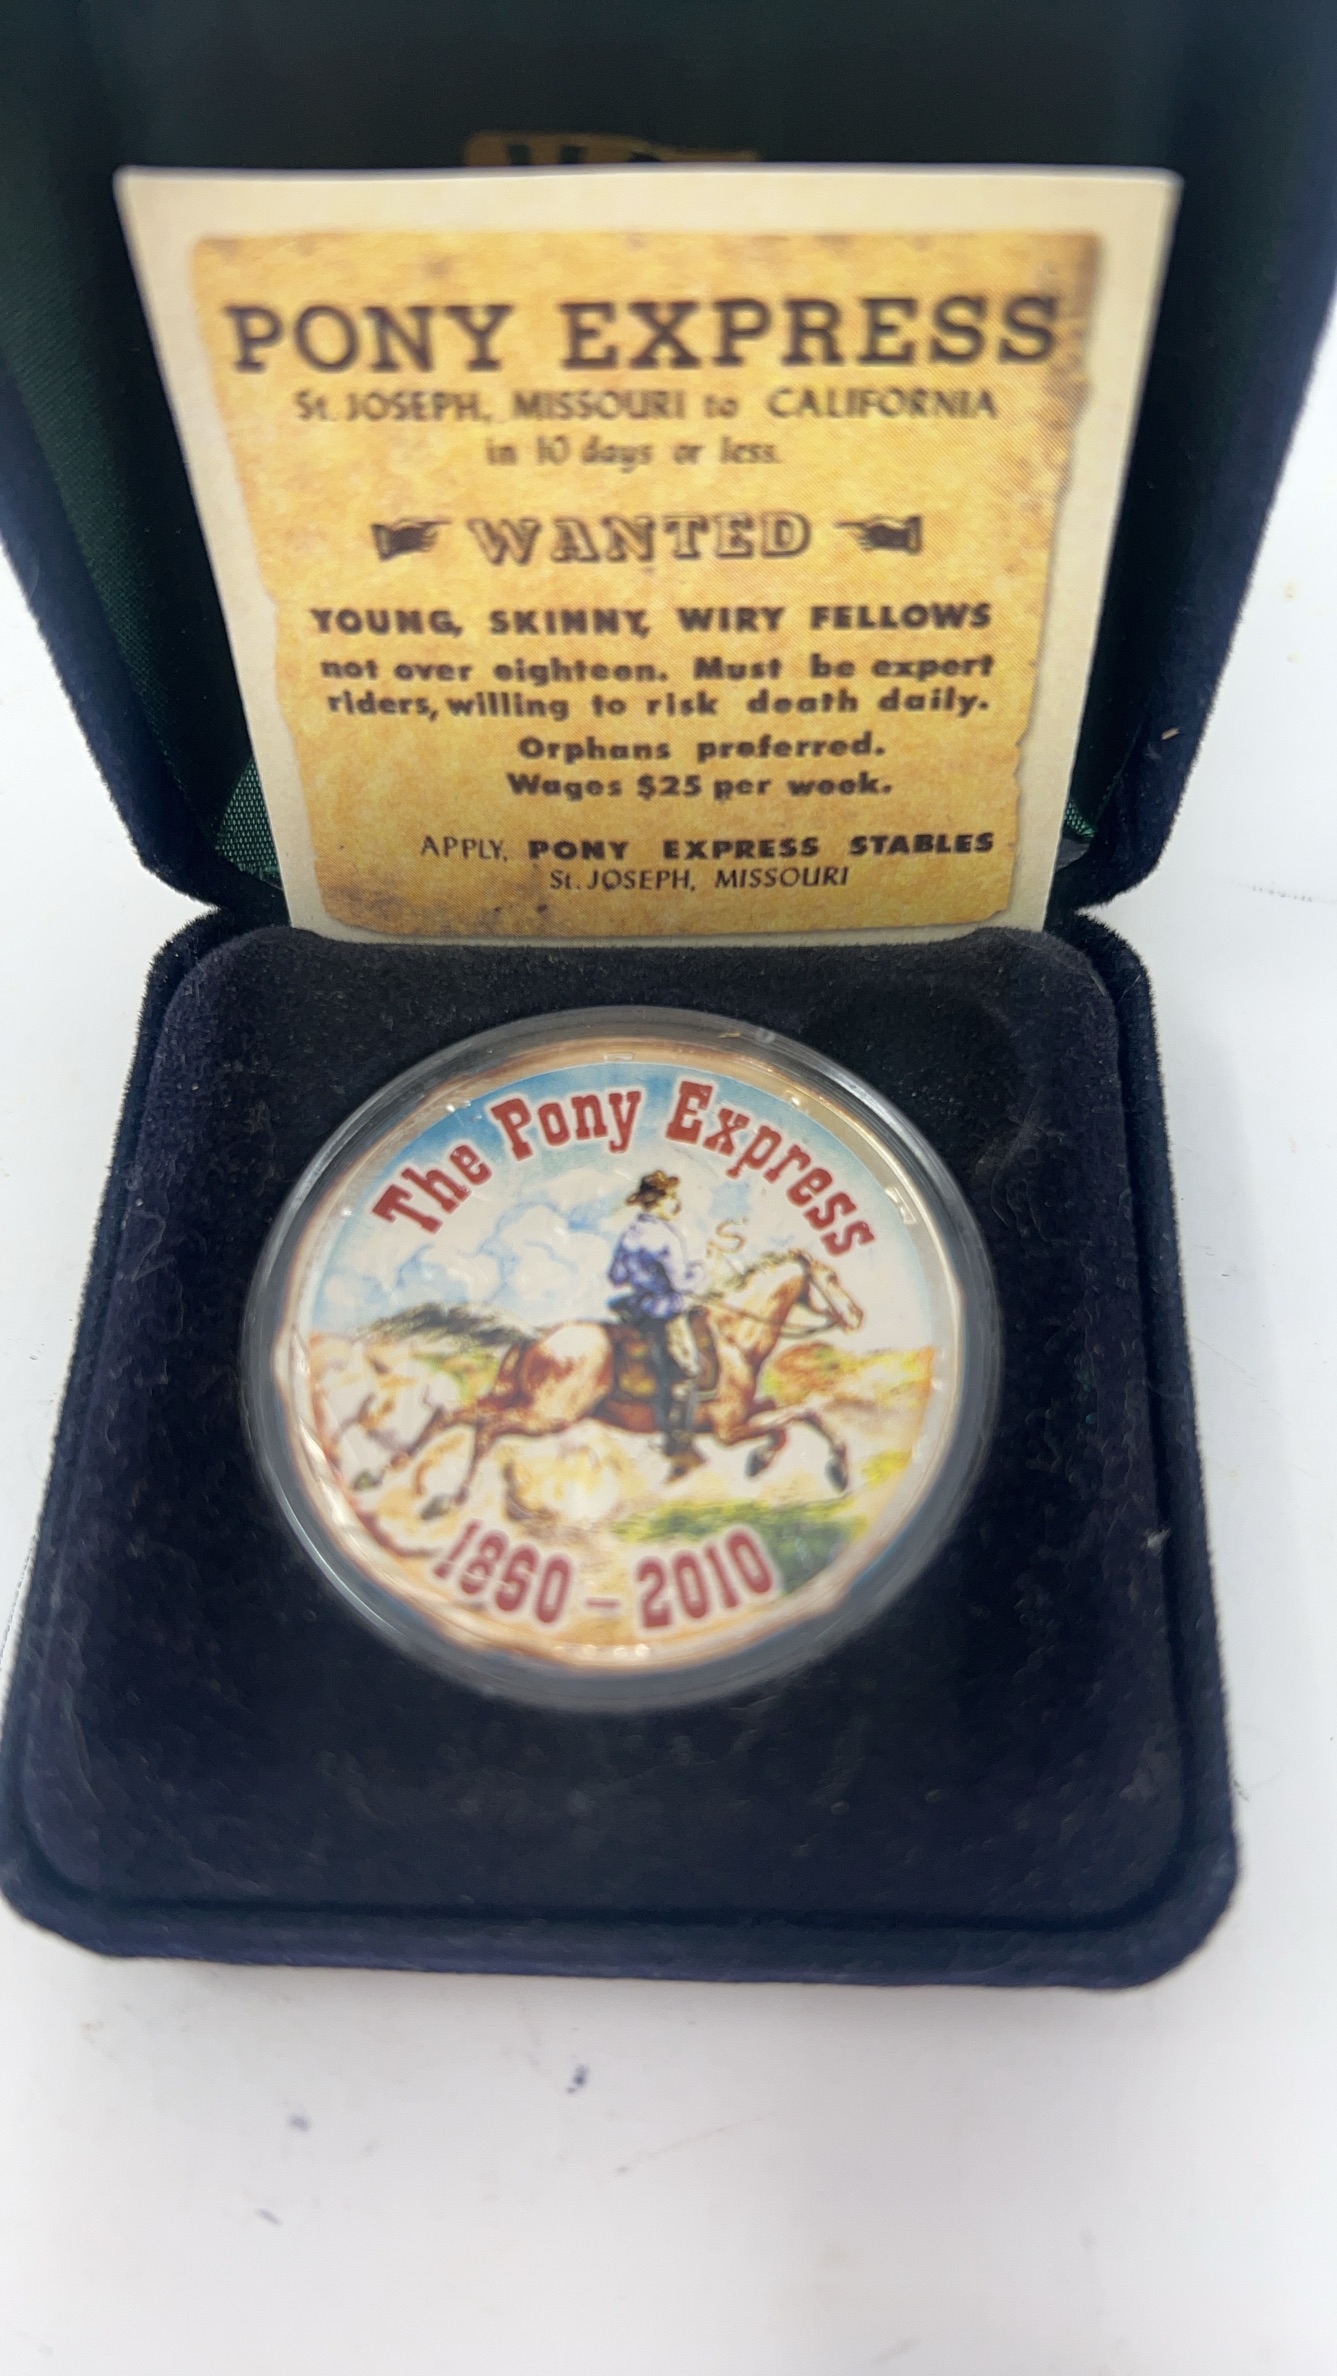 PONY EXPRESS
St. JOSEPH, MISSOURI to CALIFORNIA
in 10 days or less.
WANTED
YOUNG, SKINNY, WIRY FELLOWS
not over eighteen. Must be expert
riders, willing to risk death daily.
Orphans preferred.
Wages $25 per week.
APPLY, PONY EXPRESS STABLES
St. JOSEPH, MISSOURI
The Pony Express
1860 - 2010